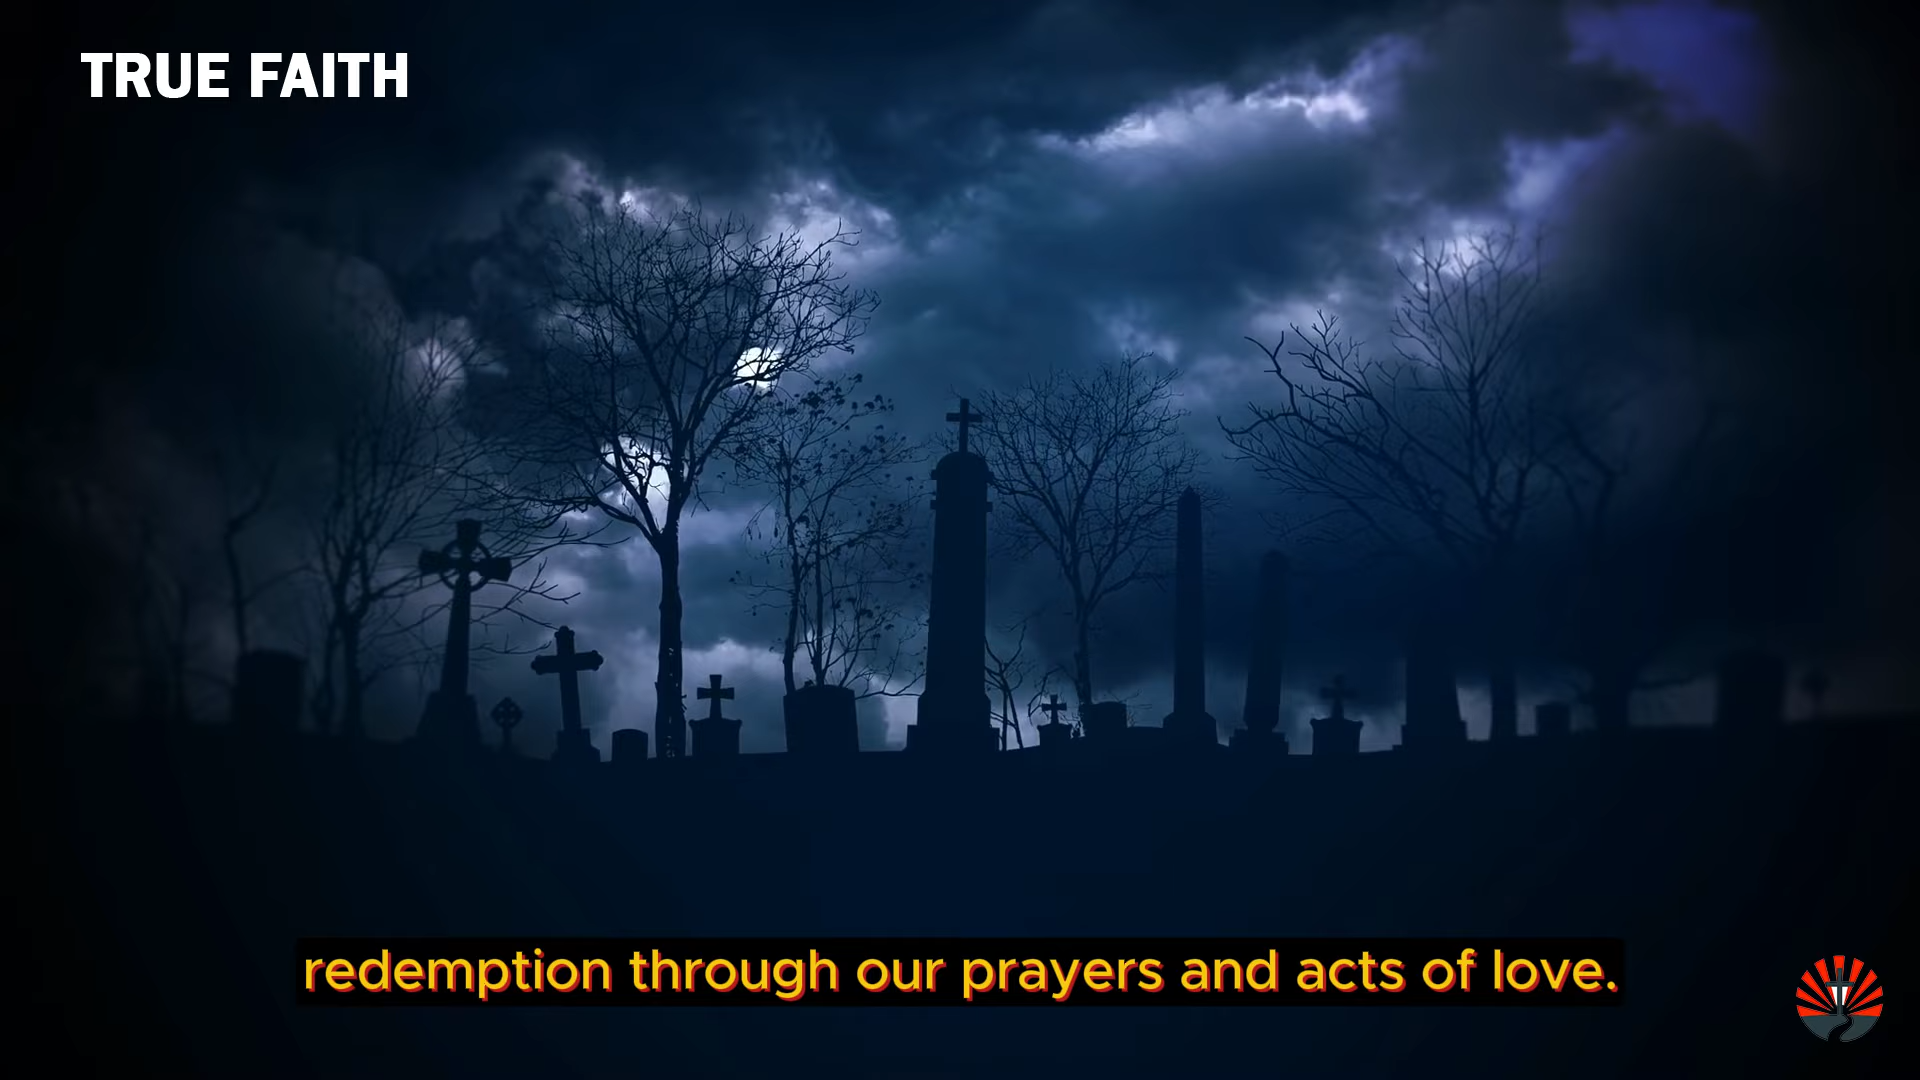 TRUE FAITH
redemption through our prayers and acts of love.